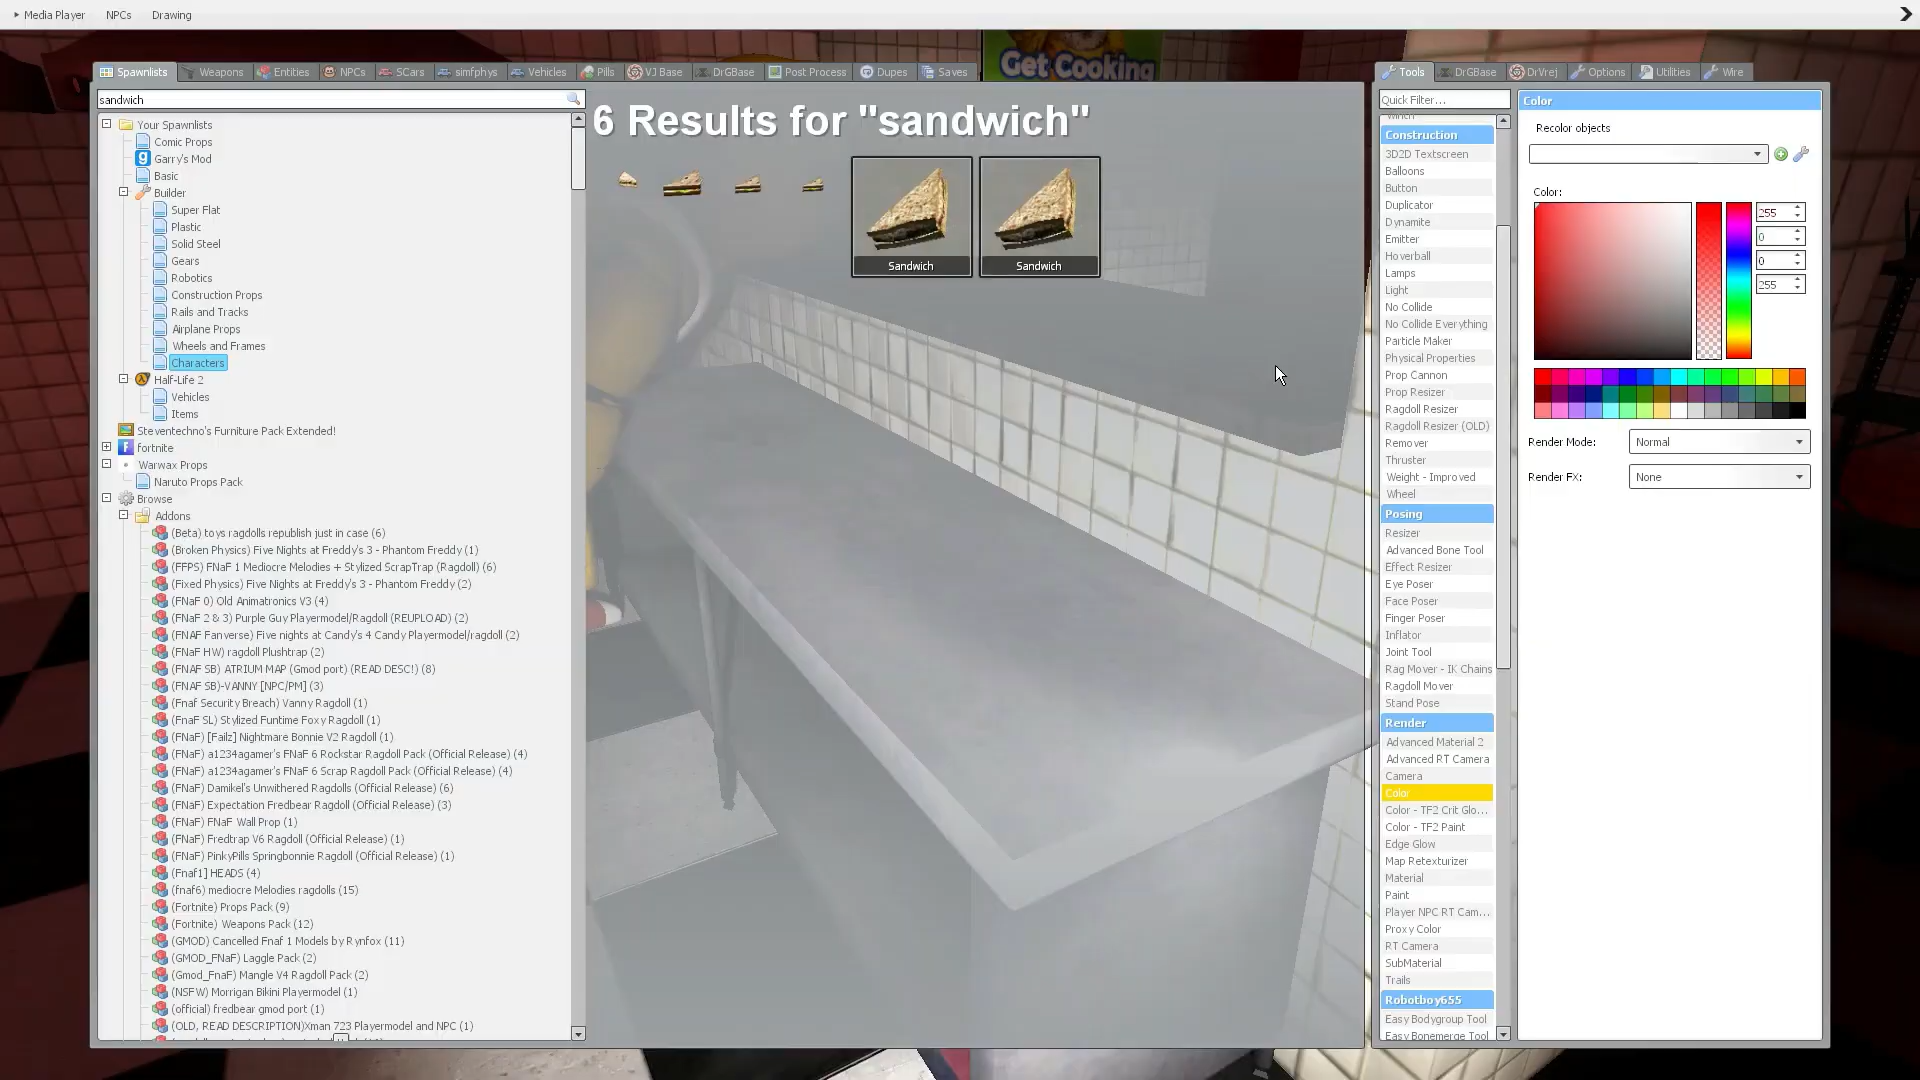 Media Player NPCs Drawing
Get Cooking
Spawnlists Weapons Entities NPCs SCars simfphys Vehicles Pills VJ Base DrGBase Post Process Dupes Saves
sandwich
Your Spawnlists
Comic Props
Garry's Mod
Basic
Builder
Super Flat
Plastic
Solid Steel
Gears
Robotics
Construction Props
Rails and Tracks
Airplane Props
Wheels and Frames
Characters
Half-Life 2
Vehicles
Items
Steventechno's Furniture Pack Extended!
fortnite
Warwax Props
Naruto Props Pack
Browse
Addons
(Beta) toys ragdolls republish just in case (6)
(Broken Physics) Five Nights at Freddy's 3 - Phantom Freddy (1)
(FFPS) FNaF 1 Mediocre Melodies + Stylized ScrapTrap (Ragdoll) (6)
(Fixed Physics) Five Nights at Freddy's 3 - Phantom Freddy (2)
(FNaF 0) Old Animatronics V3 (4)
(FNaF 2 & 3) Purple Guy Playermodel/Ragdoll (REUPLOAD) (2)
(FNAF Fanverse) Five nights at Candy's 4 Candy Playermodel/ragdoll (2)
(FNaF HW) ragdoll Plushtrap (2)
(FNAF SB) ATRIUM MAP (Gmod port) (READ DESC!) (8)
(FNAF SB)-VANNY [NPC/PM] (3)
(Fnaf Security Breach) Vanny Ragdoll (1)
(FnaF SL) Stylized Funtime Foxy Ragdoll (1)
(FNaF) [Failz] Nightmare Bonnie V2 Ragdoll (1)
(FNaF) a1234agamer's FNaF 6 Rockstar Ragdoll Pack (Official Release) (4)
(FNaF) a1234agamer's FNaF 6 Scrap Ragdoll Pack (Official Release) (4)
(FNaF) Damikel's Unwithered Ragdolls (Official Release) (6)
(FNaF) Expectation Fredbear Ragdoll (Official Release) (3)
(FNaF) FNaF Wall Prop (1)
(FNaF) Fredtrap V6 Ragdoll (Official Release) (1)
(FNaF) PinkyPills Springbonnie Ragdoll (Official Release) (1)
(Fnaf1] HEADS (4)
(fnaf6) mediocre Melodies ragdolls (15)
(Fortnite) Props Pack (9)
(Fortnite) Weapons Pack (12)
(GMOD) Cancelled Fnaf 1 Models by Rynfox (11)
(GMOD_FNaF) Laggle Pack (2)
(Gmod_FnaF) Mangle V4 Ragdoll Pack (2)
(NSFW) Morrigan Bikini Playermodel (1)
(official) fredbear gmod port (1)
(OLD, READ DESCRIPTION)Xman 723 Playermodel and NPC (1)
6 Results for "sandwich"
Sandwich Sandwich
Tools DrGBase DrVrej Options Utilities Wire
Quick Filter...
Winch
Construction
3D2D Textscreen
Balloons
Button
Duplicator
Dynamite
Emitter
Hoverball
Lamps
Light
No Collide
No Collide Everything
Particle Maker
Physical Properties
Prop Cannon
Prop Resizer
Ragdoll Resizer
Ragdoll Resizer (OLD)
Remover
Thruster
Weight - Improved
Wheel
Posing
Resizer
Advanced Bone Tool
Effect Resizer
Eye Poser
Face Poser
Finger Poser
Inflator
Joint Tool
Rag Mover - IK Chains
Ragdoll Mover
Stand Pose
Render
Advanced Material 2
Advanced RT Camera
Camera
Color
Color - TF2 Crit Glo...
Color - TF2 Paint
Edge Glow
Map Retexturizer
Material
Paint
Player NPC RT Cam...
Proxy Color
RT Camera
SubMaterial
Trails
Robotboy655
Easy Bodygroup Tool
Easy Bonemerge Tool
Color
Recolor objects
Color:
255
0
0
255
Render Mode: Normal
Render FX: None